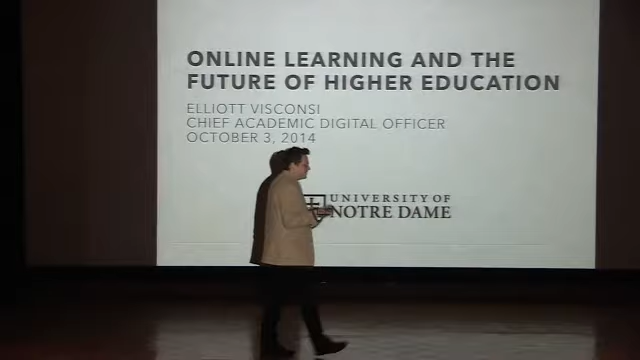 ONLINE LEARNING AND THE
FUTURE OF HIGHER EDUCATION
ELLIOTT VISCONSI
CHIEF ACADEMIC DIGITAL OFFICER
OCTOBER 3, 2014
UNIVERSITY OF
NOTRE DAME